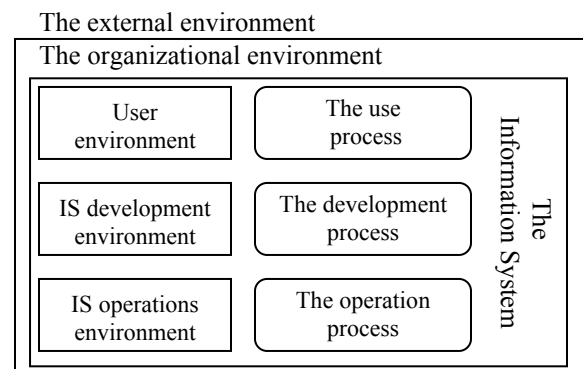 The external environment
The organizational environment
User
environment
The use
process
IS development
environment
The development
process
IS operations
environment
The operation
process
The
Information System